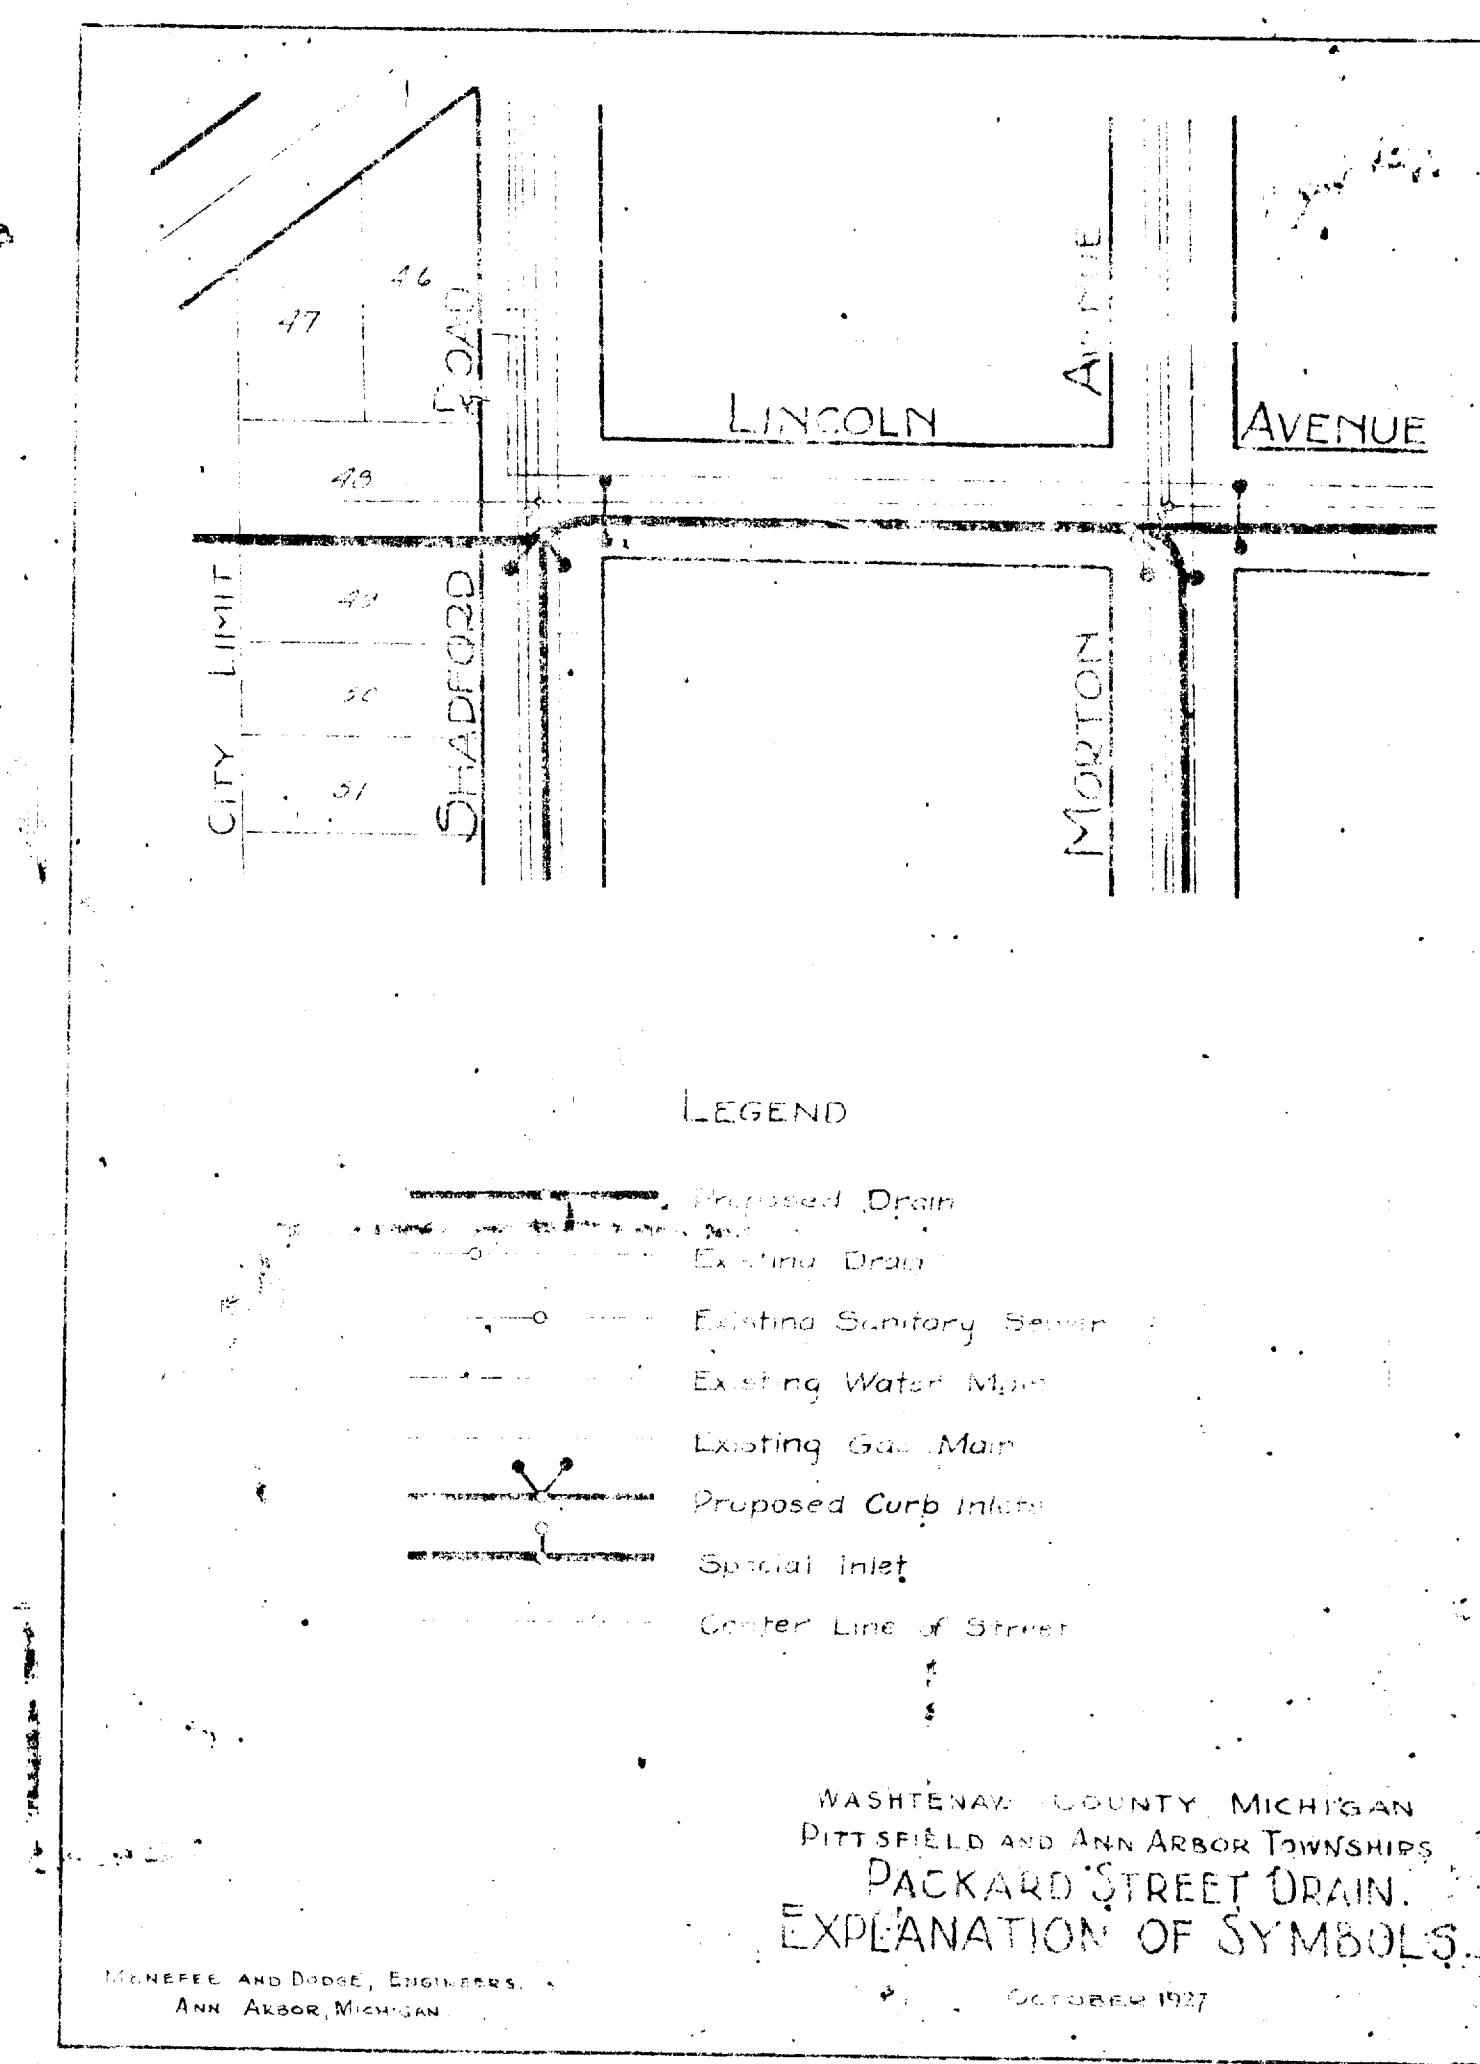 46
47
ROAD
AVENUE
LINCOLN
AVENUE
48
49
50
51
CITY LIMIT
SHADFORD
MORTON
LEGEND
Proposed Drain
Existing Drain
Existing Sanitary Sewer
Existing Water Main
Existing Gas Main
Proposed Curb Inlets
Special Inlet
Center Line of Street
WASHTENAW COUNTY, MICHIGAN
PITTSFIELD AND ANN ARBOR TOWNSHIPS
PACKARD STREET DRAIN.
EXPLANATION OF SYMBOLS.
OCTOBER 1927
MENEFEE AND DODGE, ENGINEERS.
ANN ARBOR, MICHIGAN